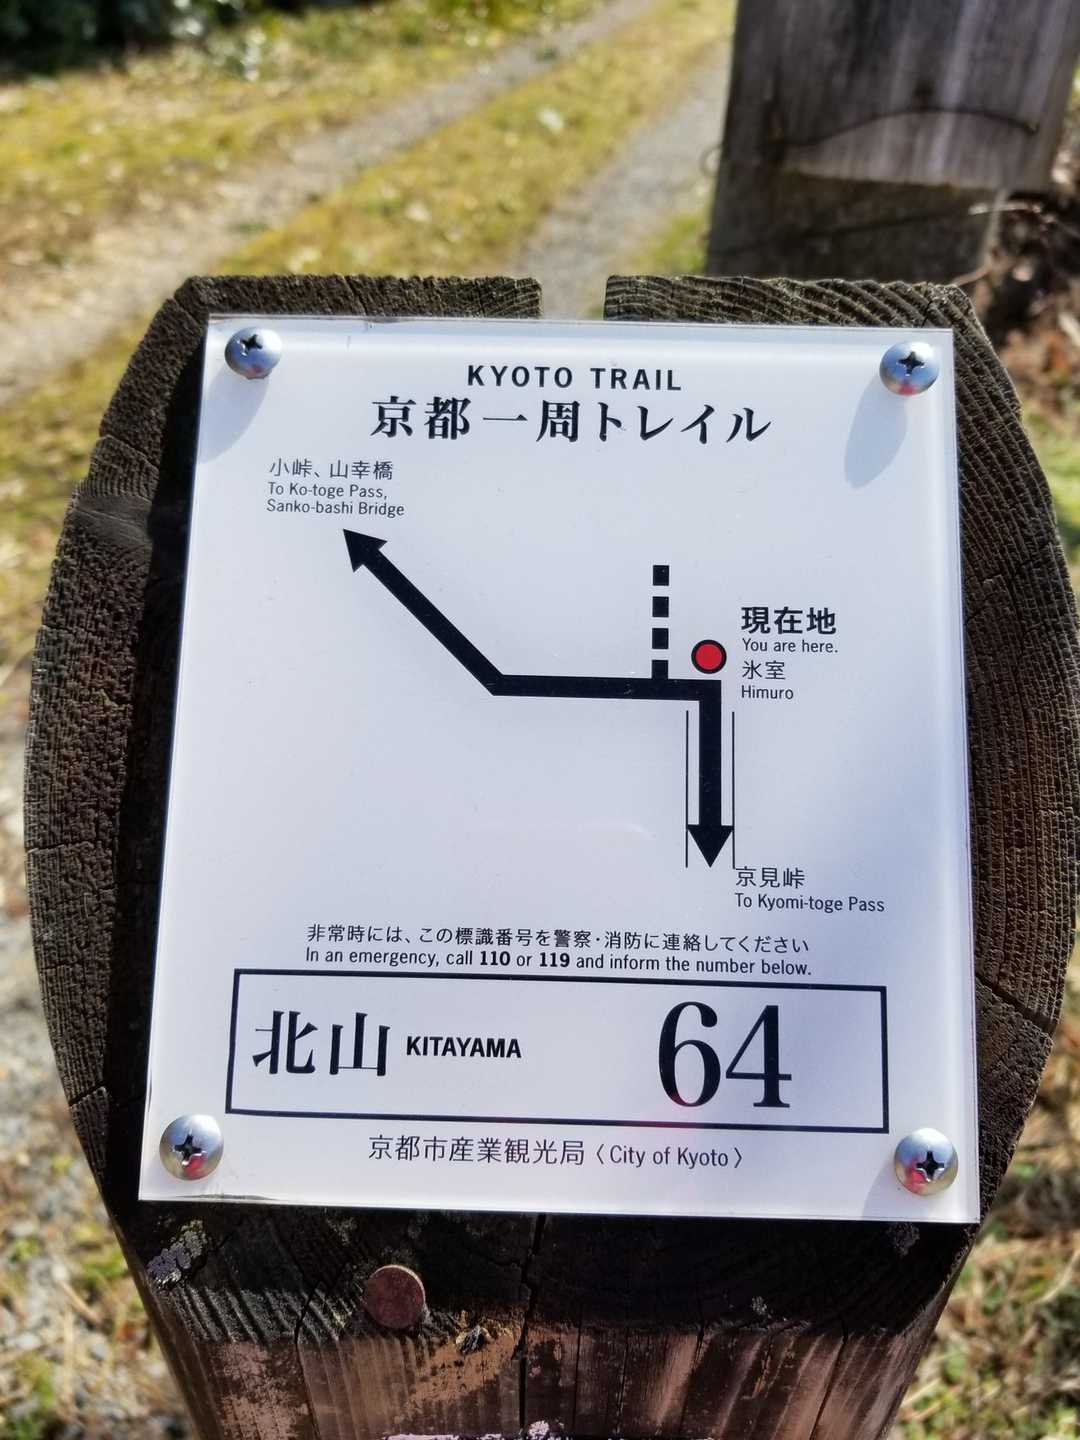 KYOTO TRAIL
京都一周トレイル
小峠、山幸橋
To Ko-toge Pass,
Sanko-bashi Bridge
現在地
You are here.
氷室
Himuro
京見峠
To Kyomi-toge Pass
非常時には、この標識番号を警察・消防に連絡してください
In an emergency, call 110 or 119 and inform the number below.
北山 KITAYAMA 64
京都市産業観光局〈City of Kyoto〉